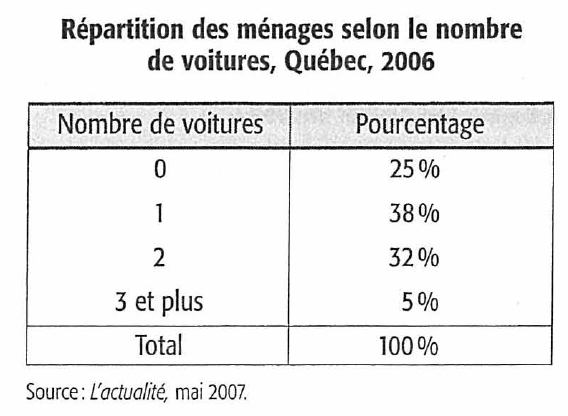 Répartition des ménages selon le nombre
de voitures, Québec, 2006
Nombre de voitures Pourcentage
0 25 %
1 38 %
2 32 %
3 et plus 5 %
Total 100 %
Source : L'actualité, mai 2007.